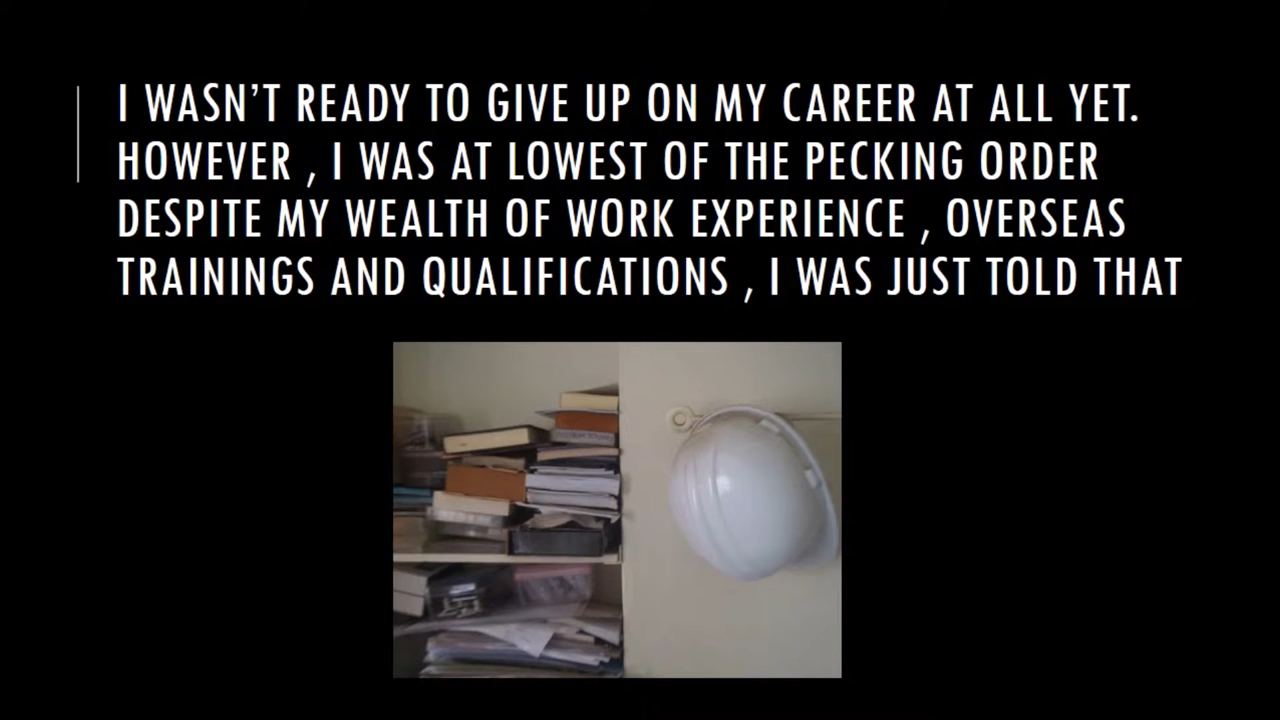 I WASN'T READY TO GIVE UP ON MY CAREER AT ALL YET.
HOWEVER , I WAS AT LOWEST OF THE PECKING ORDER
DESPITE MY WEALTH OF WORK EXPERIENCE , OVERSEAS
TRAININGS AND QUALIFICATIONS , I WAS JUST TOLD THAT